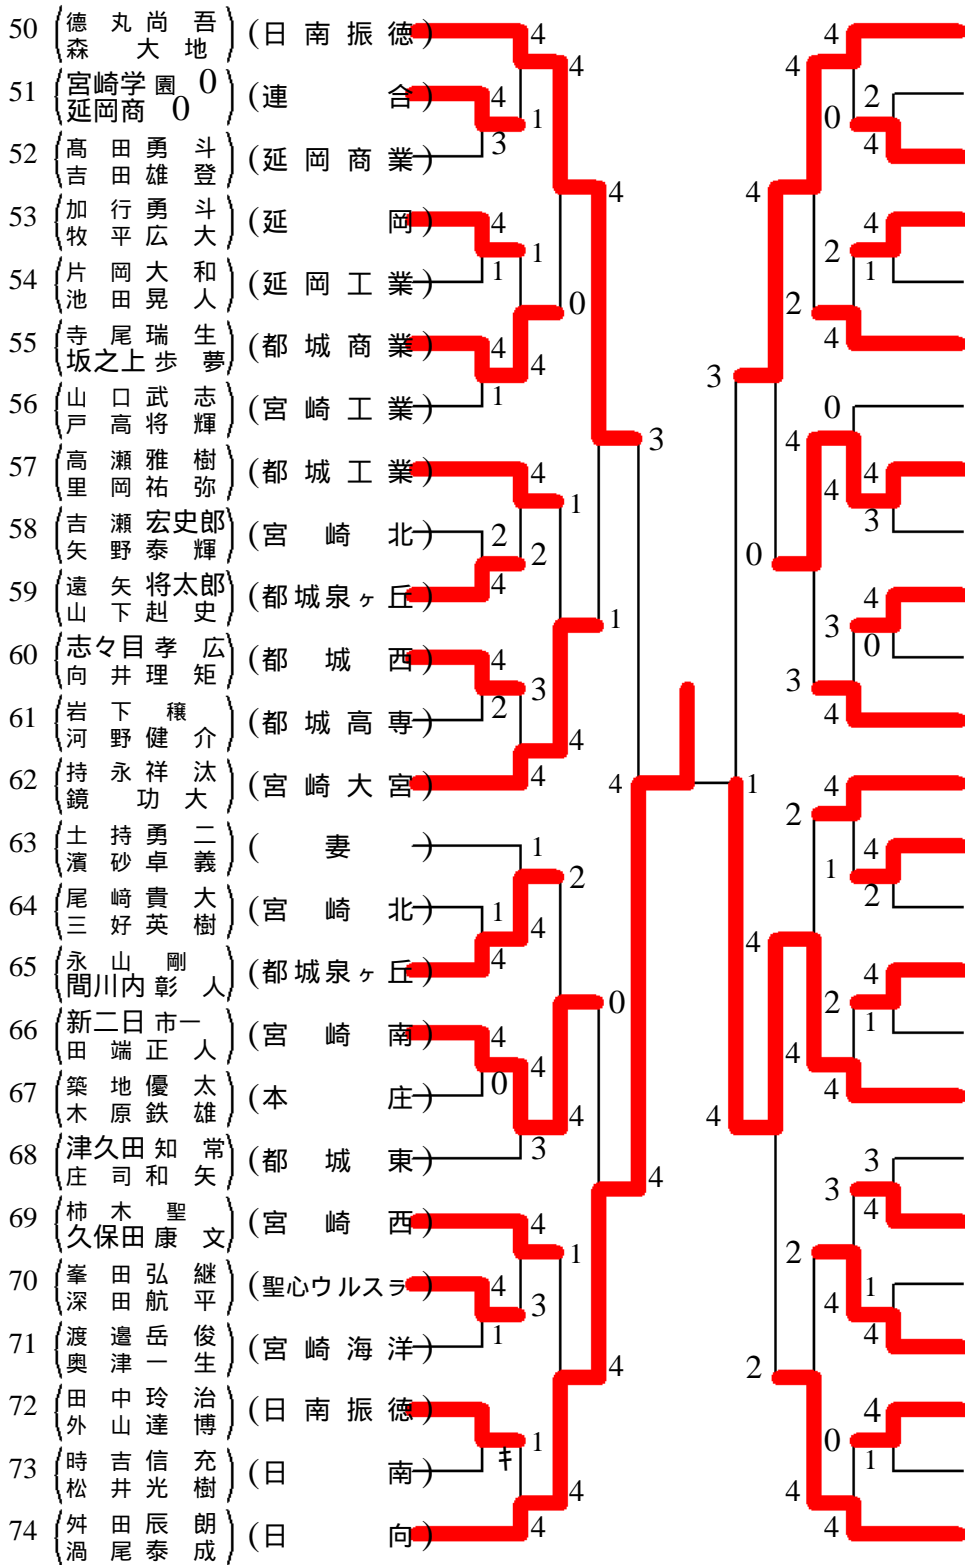 50 徳丸尚吾 (日南振徳)
森大地
51 宮崎学園 0 (連合)
延岡商 0
52 髙田勇斗 (延岡商業)
吉田雄登
53 加行勇斗 (延岡)
牧平広大
54 片岡大和 (延岡工業)
池田晃人
55 寺尾瑞生 (都城商業)
坂之上歩夢
56 山口武志 (宮崎工業)
戸高将輝
57 高瀬雅樹 (都城工業)
里岡祐弥
58 吉瀬宏史郎 (宮崎北)
矢野泰輝
59 遠矢将太郎 (都城泉ヶ丘)
山下赳史
60 志々目孝広 (都城西)
向井理矩
61 岩下穣 (都城高専)
河野健介
62 持永祥汰 (宮崎大宮)
鏡功大
63 土持勇二 (妻)
濱砂卓義
64 尾﨑貴大 (宮崎北)
三好英樹
65 永山剛 (都城泉ヶ丘)
間川内彰人
66 新二日市一 (宮崎南)
田端正人
67 築地優太 (本庄)
木原鉄雄
68 津久田知常 (都城東)
庄司和矢
69 柿木聖 (宮崎西)
久保田康文
70 峯田弘継 (聖心ウルスラ)
深田航平
71 渡邉岳俊 (宮崎海洋)
奥津一生
72 田中玲治 (日南振徳)
外山達博
73 時吉信充 (日南)
松井光樹
74 舛田辰朗 (日向)
渦尾泰成
4
4
4
1
3
4
4
1
1
0
4
4
1
3
4
1
2
2
4
1
4
3
2
4
4
4
1
2
1
4
4
0
4
4
0
4
3
4
4
1
4
3
1
4
1
キ
4
4
4
4
2
0
4
4
4
2
1
2
4
3
0
4
4
4
3
0
4
3
0
3
4
1
4
2
4
1
2
4
4
2
1
4
4
4
3
3
4
2
1
4
4
2
4
0
1
4
4